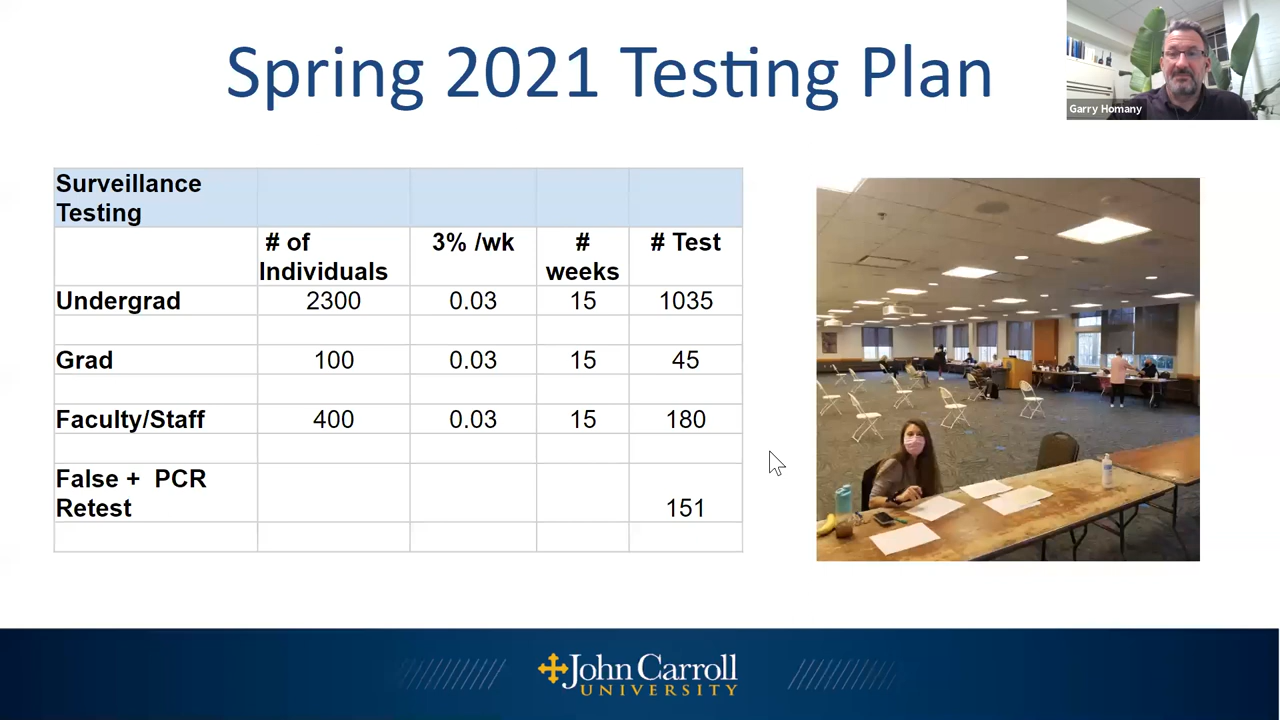 Spring 2021 Testing Plan
Garry Homany
Surveillance
Testing
# of
Individuals
3% /wk
#
weeks
# Test
Undergrad 2300 0.03 15 1035
Grad 100 0.03 15 45
Faculty/Staff 400 0.03 15 180
False + PCR
Retest 151
John Carroll
UNIVERSITY